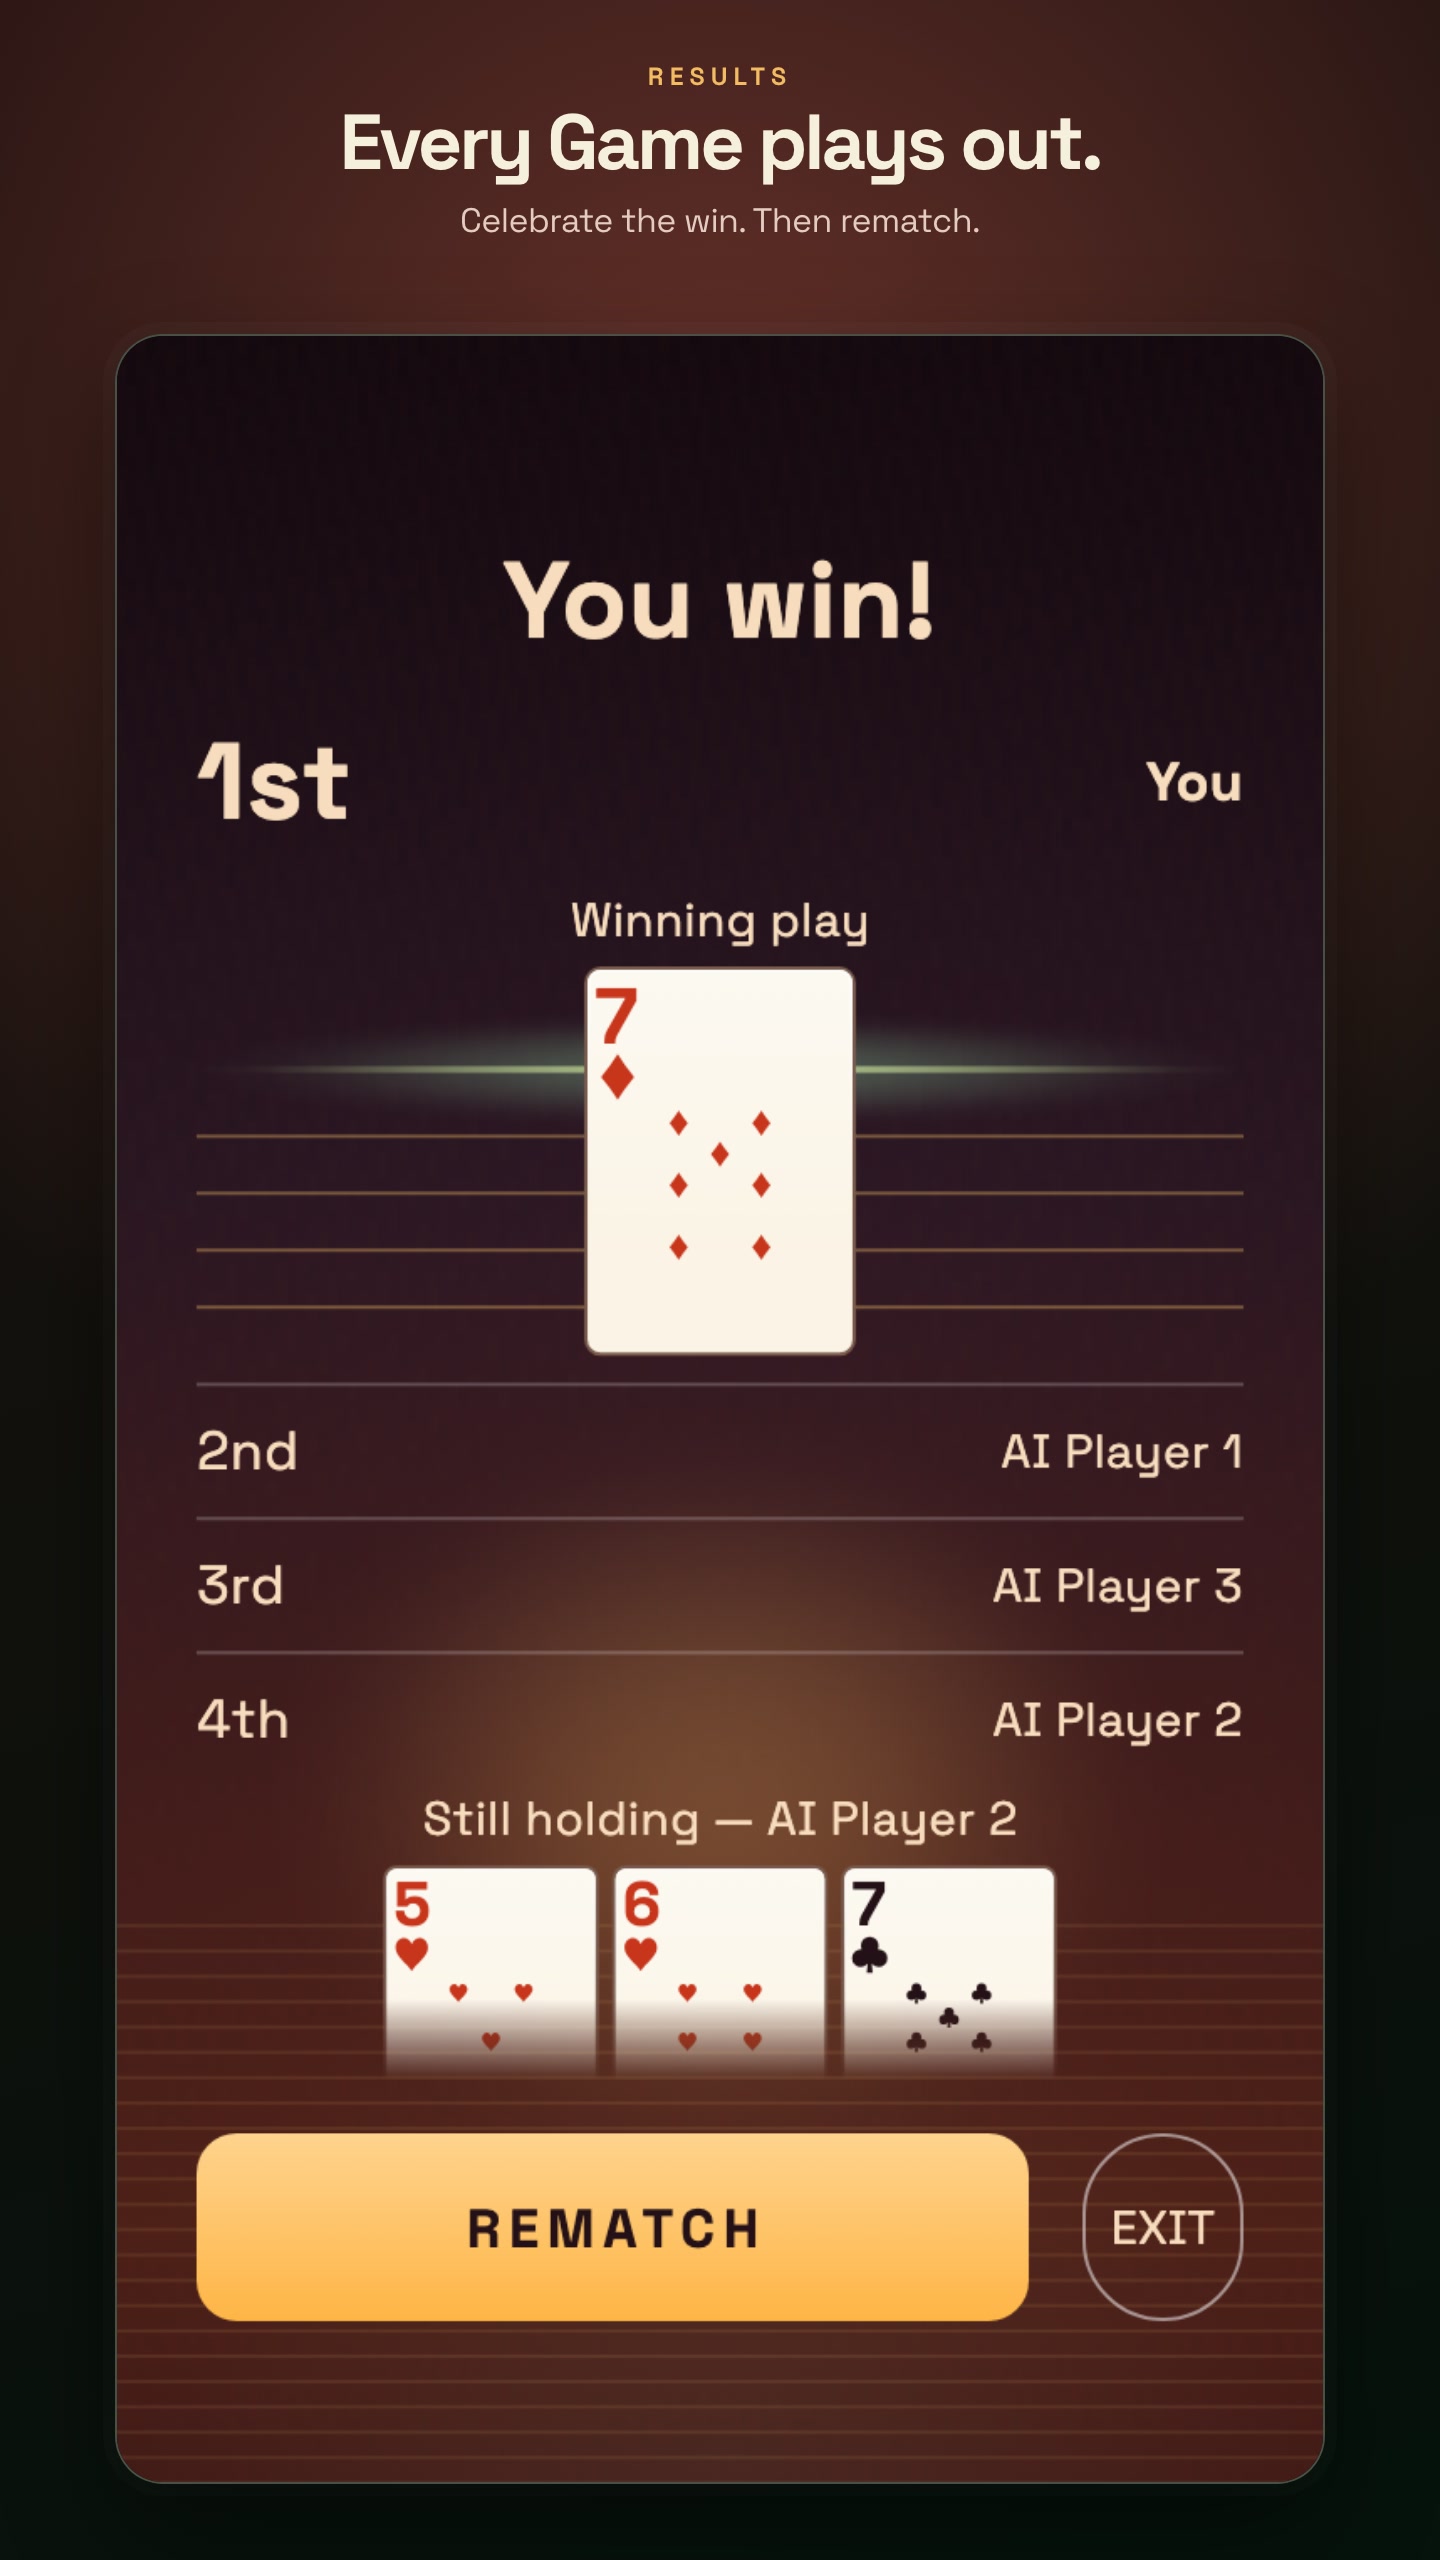 RESULTS
Every Game plays out.
Celebrate the win. Then rematch.
You win!
1st You
Winning play
7
2nd AI Player 1
3rd AI Player 3
4th AI Player 2
Still holding — AI Player 2
5 6 7
REMATCH EXIT